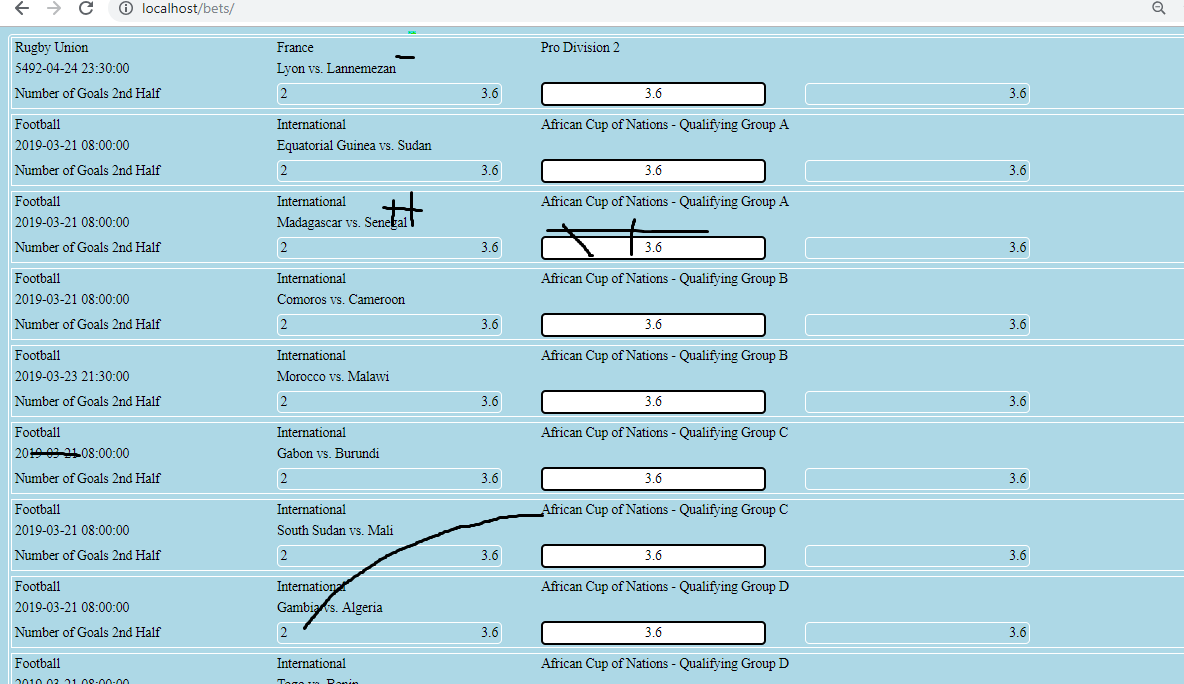 localhost/bets/
Rugby Union France Pro Division 2
5492-04-24 23:30:00 Lyon vs. Lannemezan
Number of Goals 2nd Half 2 3.6 3.6 3.6
Football International African Cup of Nations - Qualifying Group A
2019-03-21 08:00:00 Equatorial Guinea vs. Sudan
Number of Goals 2nd Half 2 3.6 3.6 3.6
Football International African Cup of Nations - Qualifying Group A
2019-03-21 08:00:00 Madagascar vs. Senegal
Number of Goals 2nd Half 2 3.6 3.6 3.6
Football International African Cup of Nations - Qualifying Group B
2019-03-21 08:00:00 Comoros vs. Cameroon
Number of Goals 2nd Half 2 3.6 3.6 3.6
Football International African Cup of Nations - Qualifying Group B
2019-03-23 21:30:00 Morocco vs. Malawi
Number of Goals 2nd Half 2 3.6 3.6 3.6
Football International African Cup of Nations - Qualifying Group C
2019-03-21 08:00:00 Gabon vs. Burundi
Number of Goals 2nd Half 2 3.6 3.6 3.6
Football International African Cup of Nations - Qualifying Group C
2019-03-21 08:00:00 South Sudan vs. Mali
Number of Goals 2nd Half 2 3.6 3.6 3.6
Football International African Cup of Nations - Qualifying Group D
2019-03-21 08:00:00 Gambia vs. Algeria
Number of Goals 2nd Half 2 3.6 3.6 3.6
Football International African Cup of Nations - Qualifying Group D
2019-03-21 08:00:00 Togo vs. Benin